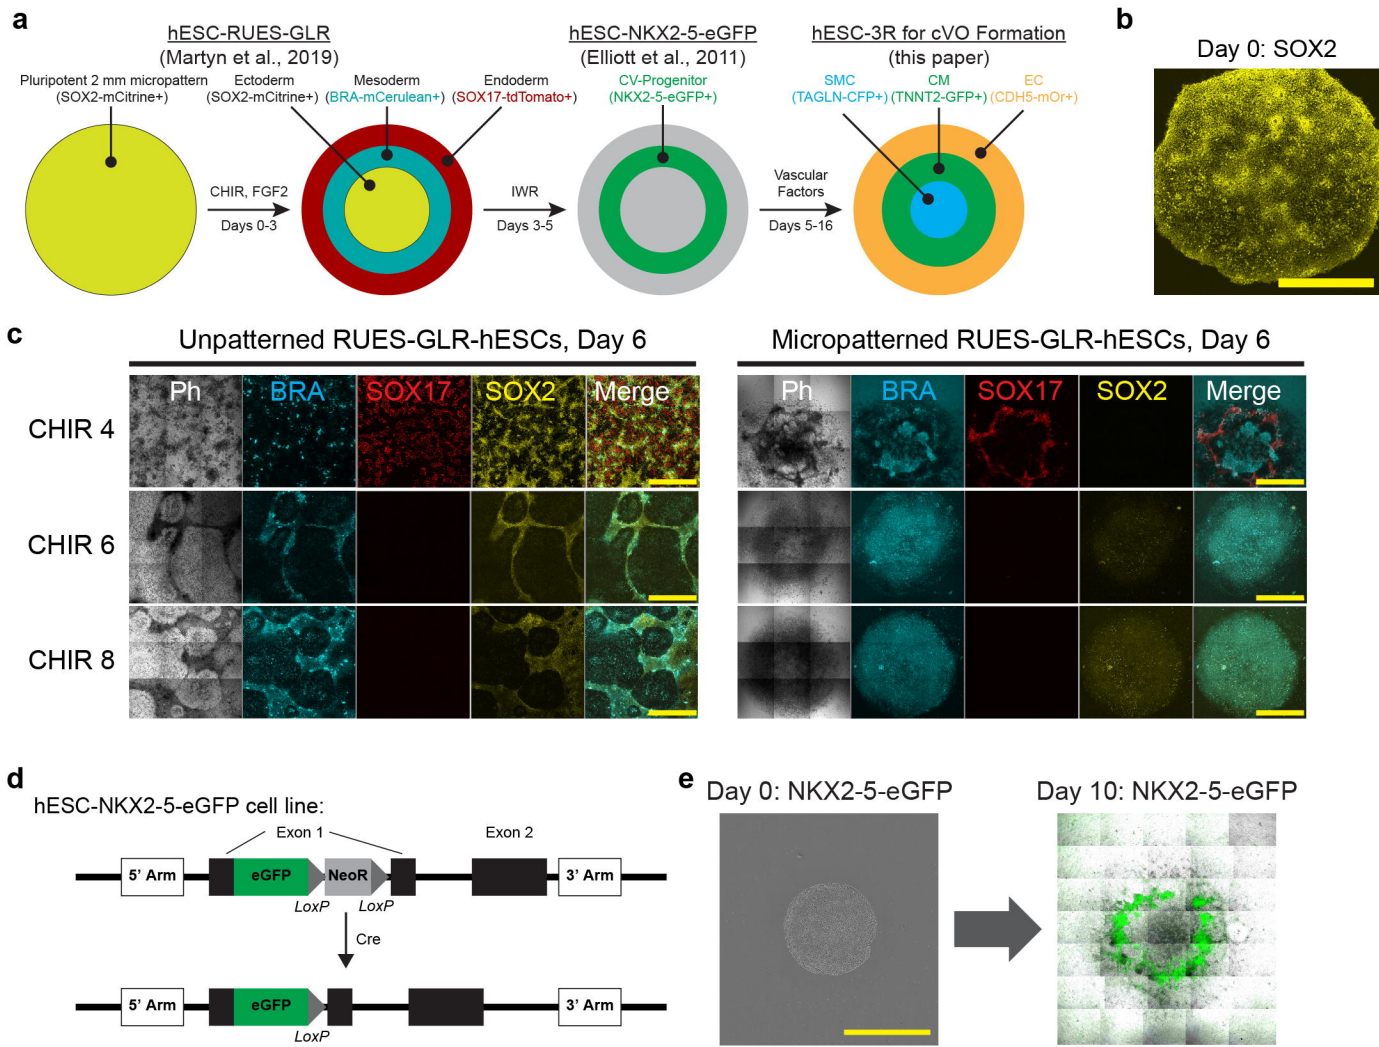 a
hESC-RUES-GLR
(Martyn et al., 2019)
hESC-NKX2-5-eGFP
(Elliott et al., 2011)
hESC-3R for cVO Formation
(this paper)
Pluripotent 2 mm micropattern
(SOX2-mCitrine+)
Ectoderm
(SOX2-mCitrine+)
Mesoderm
(BRA-mCerulean+)
Endoderm
(SOX17-tdTomato+)
CV-Progenitor
(NKX2-5-eGFP+)
SMC
(TAGLN-CFP+)
CM
(TNNT2-GFP+)
EC
(CDH5-mOr+)
CHIR, FGF2
Days 0-3
IWR
Days 3-5
Vascular
Factors
Days 5-16
b
Day 0: SOX2
c
Unpatterned RUES-GLR-hESCs, Day 6
Micropatterned RUES-GLR-hESCs, Day 6
Ph BRA SOX17 SOX2 Merge
Ph BRA SOX17 SOX2 Merge
CHIR 4
CHIR 6
CHIR 8
d
hESC-NKX2-5-eGFP cell line:
Exon 1
Exon 2
5' Arm eGFP NeoR 3' Arm
LoxP LoxP
Cre
5' Arm eGFP 3' Arm
LoxP
e
Day 0: NKX2-5-eGFP
Day 10: NKX2-5-eGFP